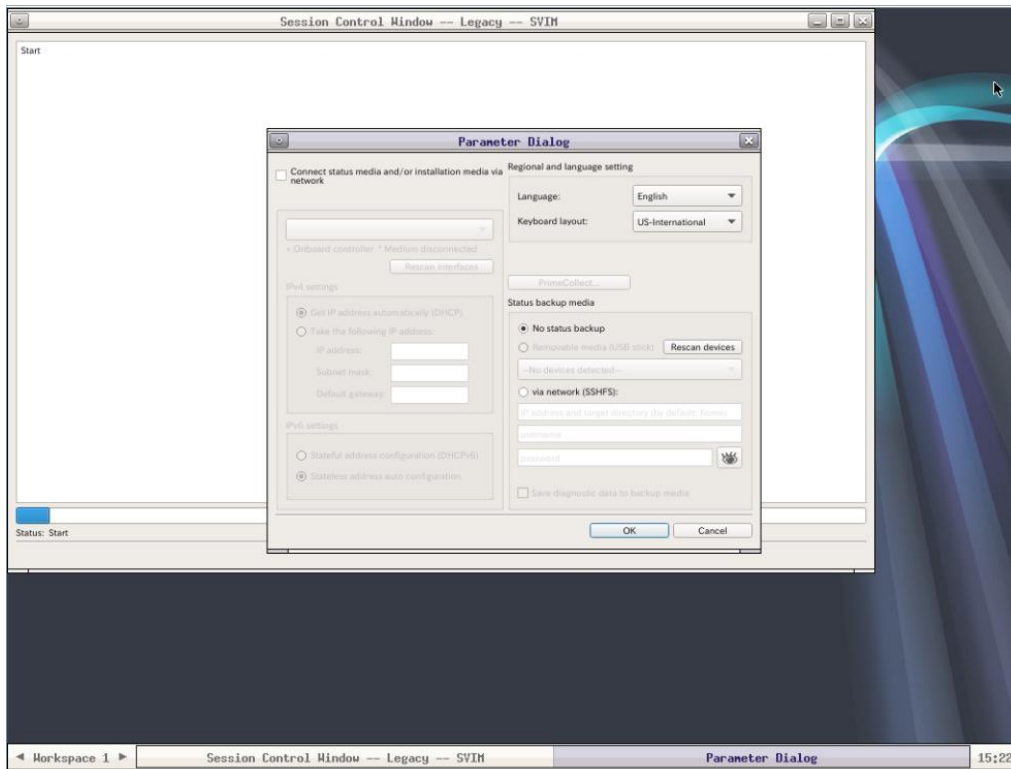 Session Control Window -- Legacy -- SVIM
Start
Parameter Dialog
Connect status media and/or installation media via
network
+ Onboard controller * Medium disconnected
Rescan interfaces
IPv4 settings
Get IP address automatically (DHCP)
Take the following IP address:
IP address:
Subnet mask:
Default gateway:
IPv6 settings
Stateful address configuration (DHCPv6)
Stateless address auto configuration
Regional and language setting
Language: English
Keyboard layout: US-International
PrimeCollect...
Status backup media
No status backup
Removable media (USB stick) Rescan devices
--No devices detected--
via network (SSHFS):
IP address and target directory (by default: home)
username
password
Save diagnostic data to backup media
OK Cancel
Status: Start
Workspace 1 Session Control Window -- Legacy -- SVIM Parameter Dialog 15:22